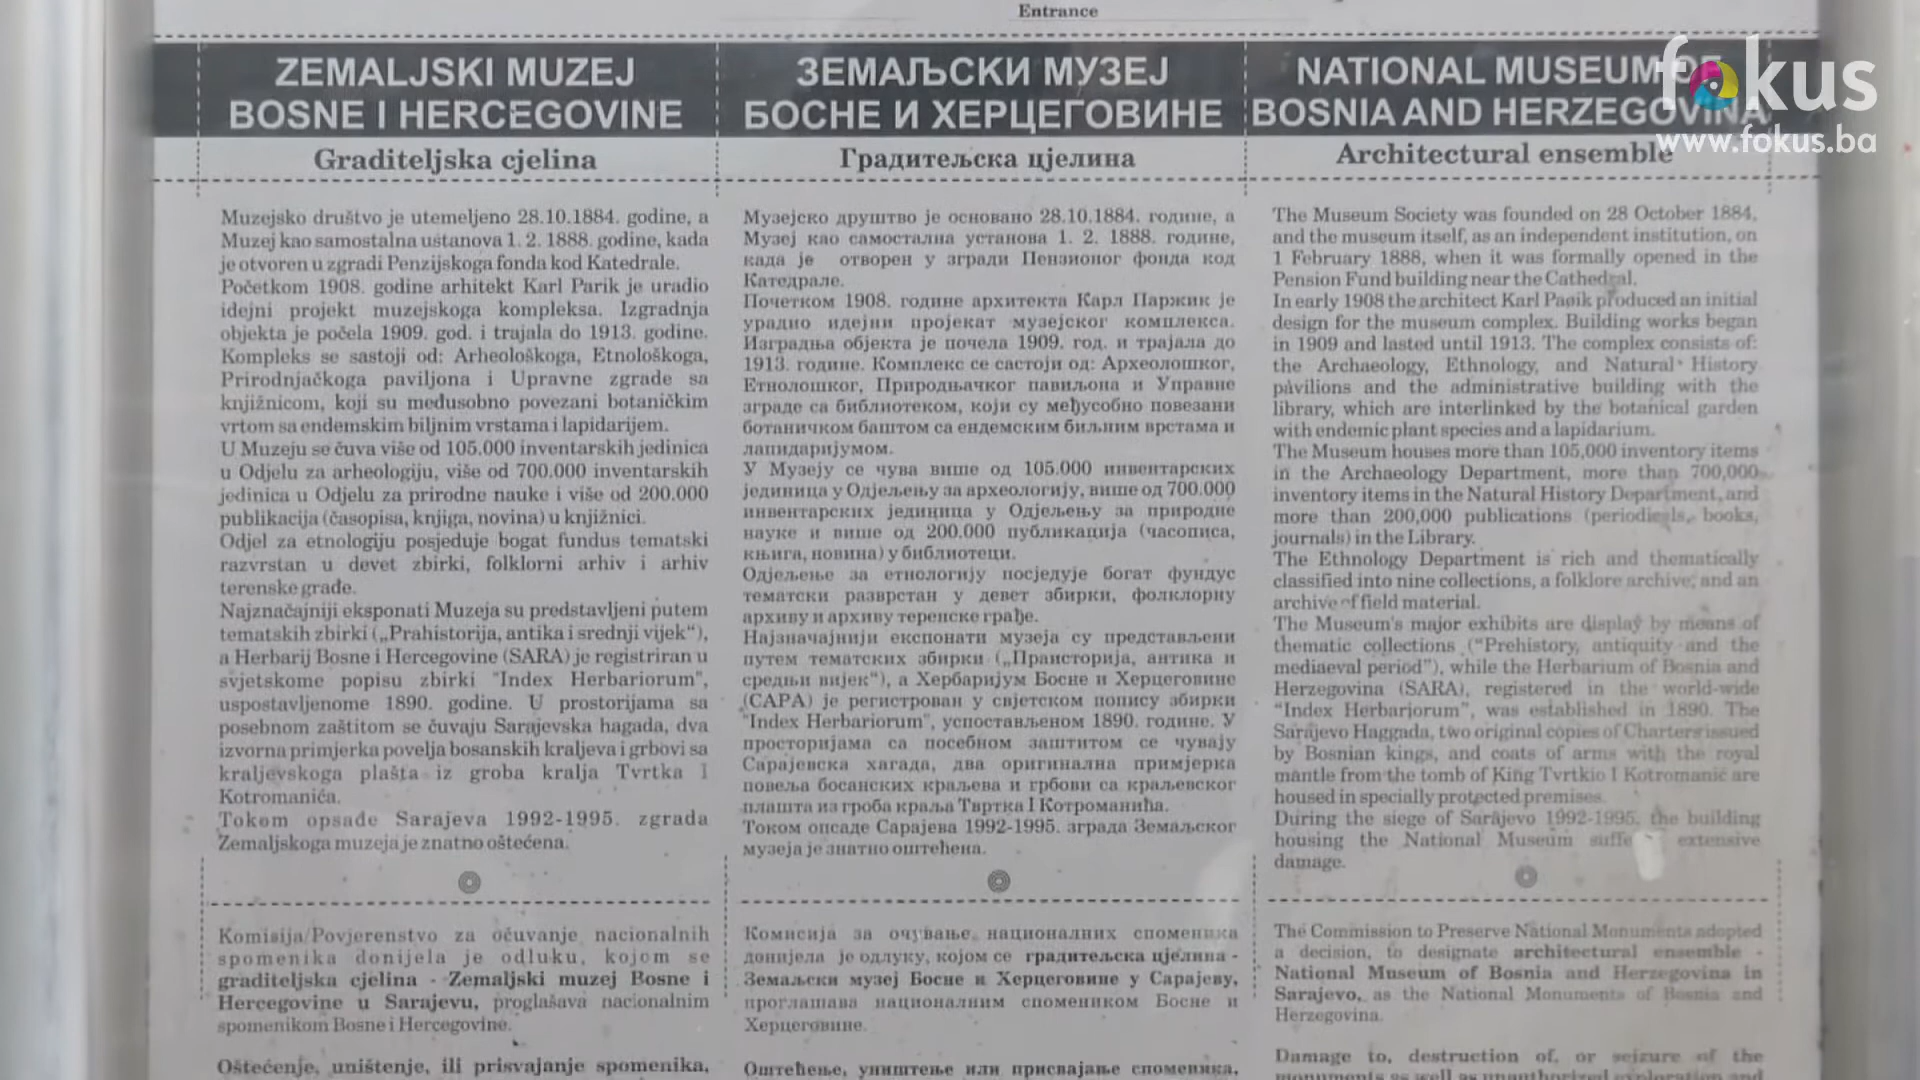 Entrance
fokus
www.fokus.ba
ZEMALJSKI MUZEJ
BOSNE I HERCEGOVINE
Graditeljska cjelina
Muzejsko društvo je utemeljeno 28.10.1884. godine, a
Muzej kao samostalna ustanova 1. 2. 1888. godine, kada
je otvoren u zgradi Penzijskoga fonda kod Katedrale.
Početkom 1908. godine arhitekt Karl Parik je uradio
idejni projekt muzejskoga kompleksa. Izgradnja
objekta je počela 1909. god. i trajala do 1913. godine.
Kompleks se sastoji od: Arheološkoga, Etnološkoga,
Prirodnjačkoga paviljona i Upravne zgrade sa
knjižnicom, koji su međusobno povezani botaničkim
vrtom sa endemskim biljnim vrstama i lapidarijem.
U Muzeju se čuva više od 105.000 inventarskih jedinica
u Odjelu za arheologiju, više od 700.000 inventarskih
jedinica u Odjelu za prirodne nauke i više od 200.000
publikacija (časopisa, knjiga, novina) u knjižnici.
Odjel za etnologiju posjeduje bogat fundus tematski
razvrstan u devet zbirki, folklorni arhiv i arhiv
terenske građe.
Najznačajniji eksponati Muzeja su predstavljeni putem
tematskih zbirki („Prahistorija, antika i srednji vijek“),
a Herbarij Bosne i Hercegovine (SARA) je registriran u
svjetskome popisu zbirki "Index Herbariorum",
uspostavljenome 1890. godine. U prostorijama sa
posebnom zaštitom se čuvaju Sarajevska hagada, dva
izvorna primjerka povelja bosanskih kraljeva i grbovi sa
kraljevskoga plašta iz groba kralja Tvrtka I
Kotromanića.
Tokom opsade Sarajeva 1992-1995. zgrada
Zemaljskoga muzeja je znatno oštećena.
Komisija/Povjerenstvo za očuvanje nacionalnih
spomenika donijela je odluku, kojom se
graditeljska cjelina - Zemaljski muzej Bosne i
Hercegovine u Sarajevu, proglašava nacionalnim
spomenikom Bosne i Hercegovine.
Oštećenje, uništenje, ili prisvajanje spomenika,
ЗЕМАЉСКИ МУЗЕЈ
БОСНЕ И ХЕРЦЕГОВИНЕ
Градитељска цјелина
Музејско друштво је основано 28.10.1884. године, а
Музеј као самостална установа 1. 2. 1888. године,
када је отворен у згради Пензионог фонда код
Катедрале.
Почетком 1908. године архитекта Карл Паржик је
урадио идејни пројекат музејског комплекса.
Изградња објекта је почела 1909. год. и трајала до
1913. године. Комплекс се састоји од: Археолошког,
Етнолошког, Природњачког павиљона и Управне
зграде са библиотеком, који су међусобно повезани
ботаничком баштом са ендемским биљним врстама и
лапидаријумом.
У Музеју се чува више од 105.000 инвентарских
јединица у Одјељењу за археологију, више од 700.000
инвентарских јединица у Одјељењу за природне
науке и више од 200.000 публикација (часописа,
књига, новина) у библиотеци.
Одјељење за етнологију посједује богат фундус
тематски разврстан у девет збирки, фолклорну
архиву и архиву теренске грађе.
Најзначајнији експонати музеја су представљени
путем тематских збирки („Праисторија, антика и
средњи вијек“), а Хербаријум Босне и Херцеговине
(САРА) је регистрован у свјетском попису збирки
"Index Herbariorum", успостављеном 1890. године. У
просторијама са посебном заштитом се чувају
Сарајевска хагада, два оригинална примјерка
повеља босанских краљева и грбови са краљевског
плашта из гроба краља Твртка I Котроманића.
Током опсаде Сарајева 1992-1995. зграда Земаљског
музеја је знатно оштећена.
Комисија за очување националних споменика
донијела је одлуку, којом се градитељска цјелина -
Земаљски музеј Босне и Херцеговине у Сарајеву,
проглашава националним спомеником Босне и
Херцеговине.
Оштећење, уништење или присвајање споменика,
NATIONAL MUSEUM OF
BOSNIA AND HERZEGOVINA
Architectural ensemble
The Museum Society was founded on 28 October 1884,
and the museum itself, as an independent institution, on
1 February 1888, when it was formally opened in the
Pension Fund building near the Cathedral.
In early 1908 the architect Karl produced an initial
design for the museum complex. Building works began
in 1909 and lasted until 1913. The complex consists of:
the Archaeology, Ethnology, and Natural History
pavilions and the administrative building with the
library, which are interlinked by the botanical garden
with endemic plant species and a lapidarium.
The Museum houses more than 105,000 inventory items
in the Archaeology Department, more than 700,000
inventory items in the Natural History Department, and
more than 200,000 publications (periodicals, books,
journals) in the Library.
The Ethnology Department is rich and thematically
classified into nine collections, a folklore archive, and an
archive of field material.
The Museum's major exhibits are display by means of
thematic collections (“Prehistory, antiquity and the
mediaeval period”), while the Herbarium of Bosnia and
Herzegovina (SARA), registered in the world-wide
“Index Herbariorum”, was established in 1890. The
Sarajevo Haggada, two original copies of Charters issued
by Bosnian kings, and coats of arms with the royal
mantle from the tomb of King Tvrtkio I Kotromanić are
housed in specially protected premises.
During the siege of Sarajevo 1992-1995, the building
housing the National Museum extensive
damage.
The Commission to Preserve National Monuments adopted
a decision, to designate architectural ensemble -
National Museum of Bosnia and Herzegovina in
Sarajevo, as the National Monuments of Bosnia and
Herzegovina.
Damage to, destruction of, or seizure of the
monuments as well as unauthorized exploration and